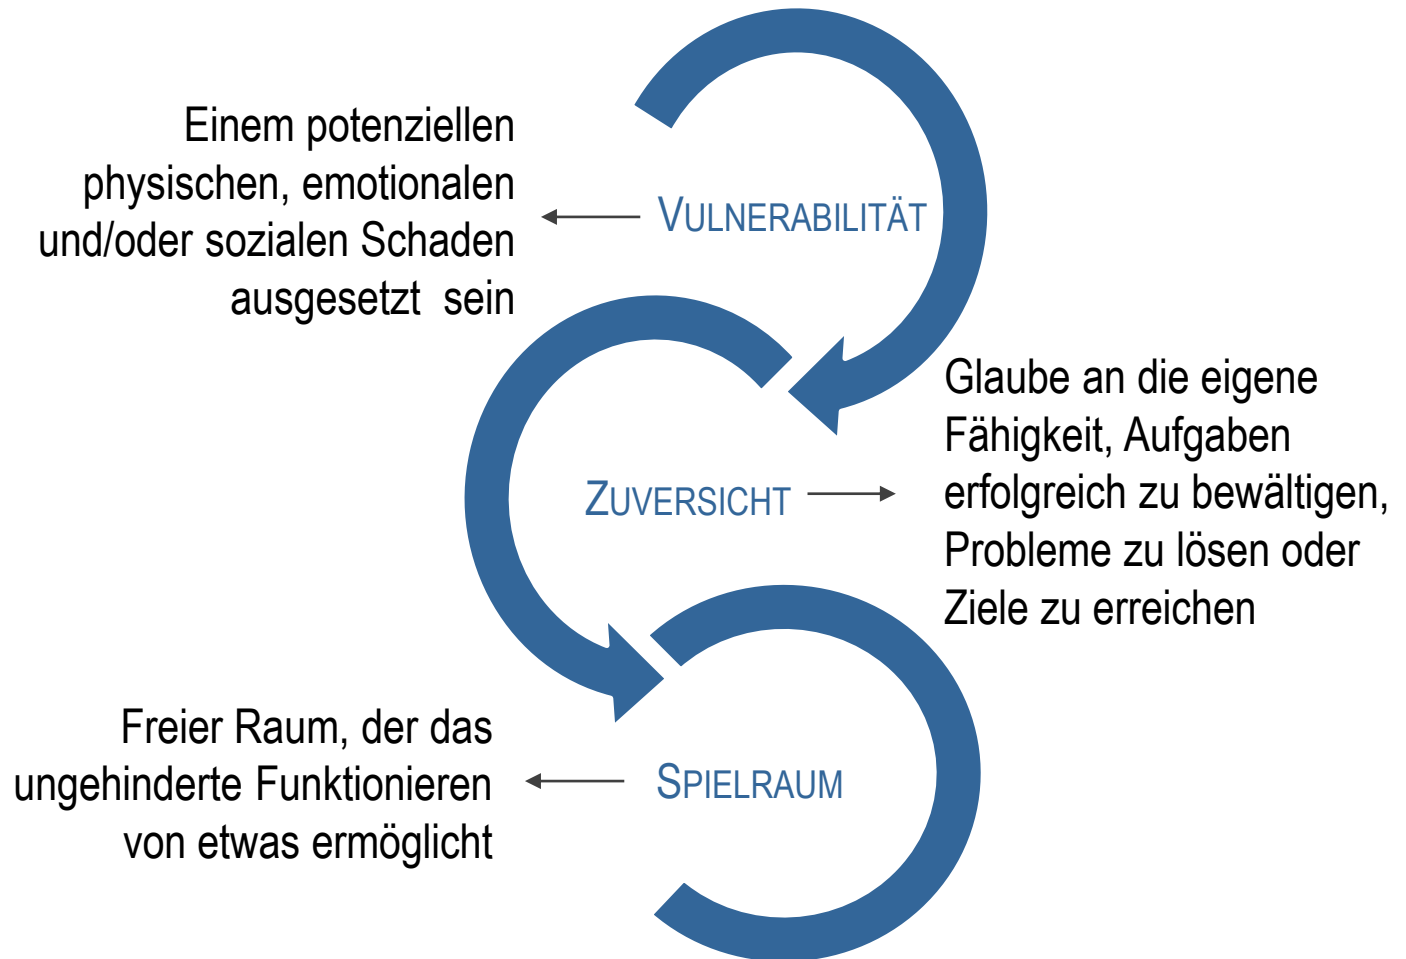 Einem potenziellen
physischen, emotionalen
und/oder sozialen Schaden
ausgesetzt  sein
VULNERABILITÄT
Glaube an die eigene
Fähigkeit, Aufgaben
erfolgreich zu bewältigen,
Probleme zu lösen oder
Ziele zu erreichen
ZUVERSICHT
Freier Raum, der das
ungehinderte Funktionieren
von etwas ermöglicht
SPIELRAUM